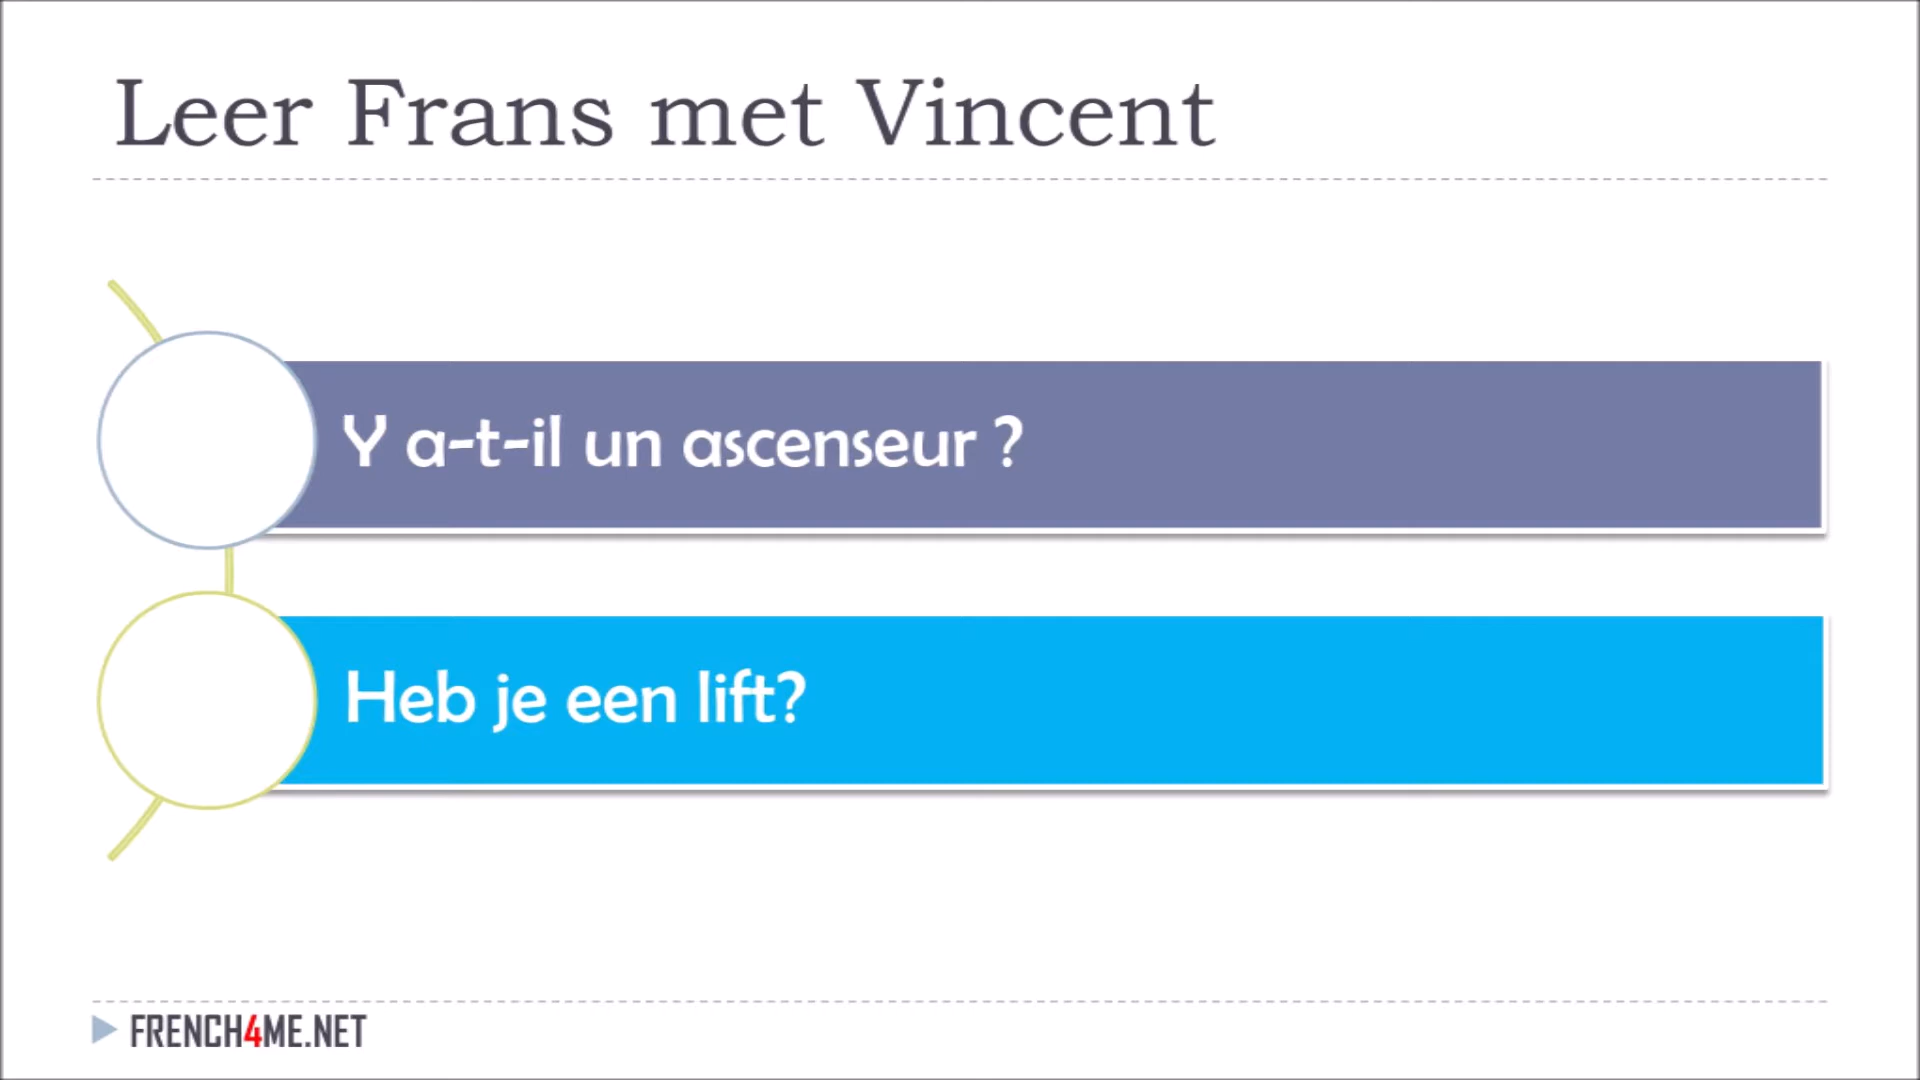 Leer Frans met Vincent
Y a-t-il un ascenseur ?
Heb je een lift?
FRENCH4ME.NET